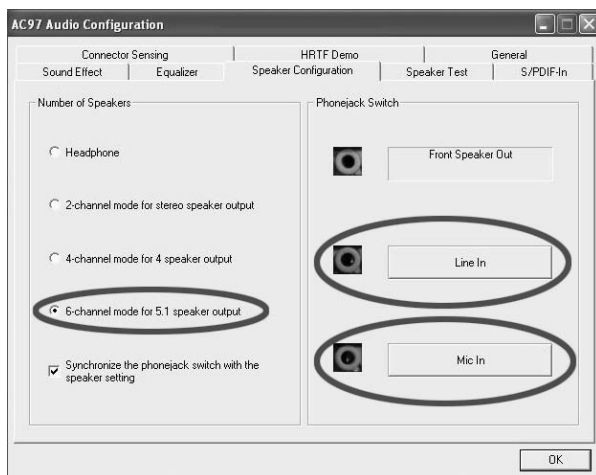 AC97 Audio Configuration
Connector Sensing
HRTF Demo
General
Sound Effect
Equalizer
Speaker Configuration
Speaker Test
S/PDIF-In
Number of Speakers
Headphone
2-channel mode for stereo speaker output
4-channel mode for 4 speaker output
6-channel mode for 5.1 speaker output
Synchronize the phonejack switch with the
speaker setting
Phonejack Switch
Front Speaker Out
Line In
Mic In
OK